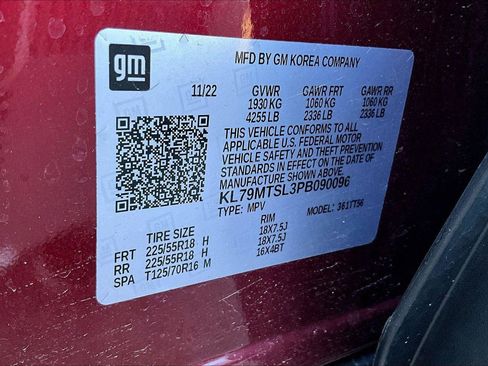 gm
MFD BY GM KOREA COMPANY
11/22 GVWR GAWR FRT GAWR RR
1930 KG 1060 KG 1060 KG
4255 LB 2336 LB 2336 LB
THIS VEHICLE CONFORMS TO ALL
APPLICABLE U.S. FEDERAL MOTOR
VEHICLE SAFETY AND THEFT PREVENTION
STANDARDS IN EFFECT ON THE DATE OF
MANUFACTURE SHOWN ABOVE.
KL79MTSL3PB090096
TYPE: MPV MODEL: 361TT56
TIRE SIZE RIM
FRT 225/55R18 H 18X7.5J
RR 225/55R18 H 18X7.5J
SPA T125/70R16 M 16X4BT